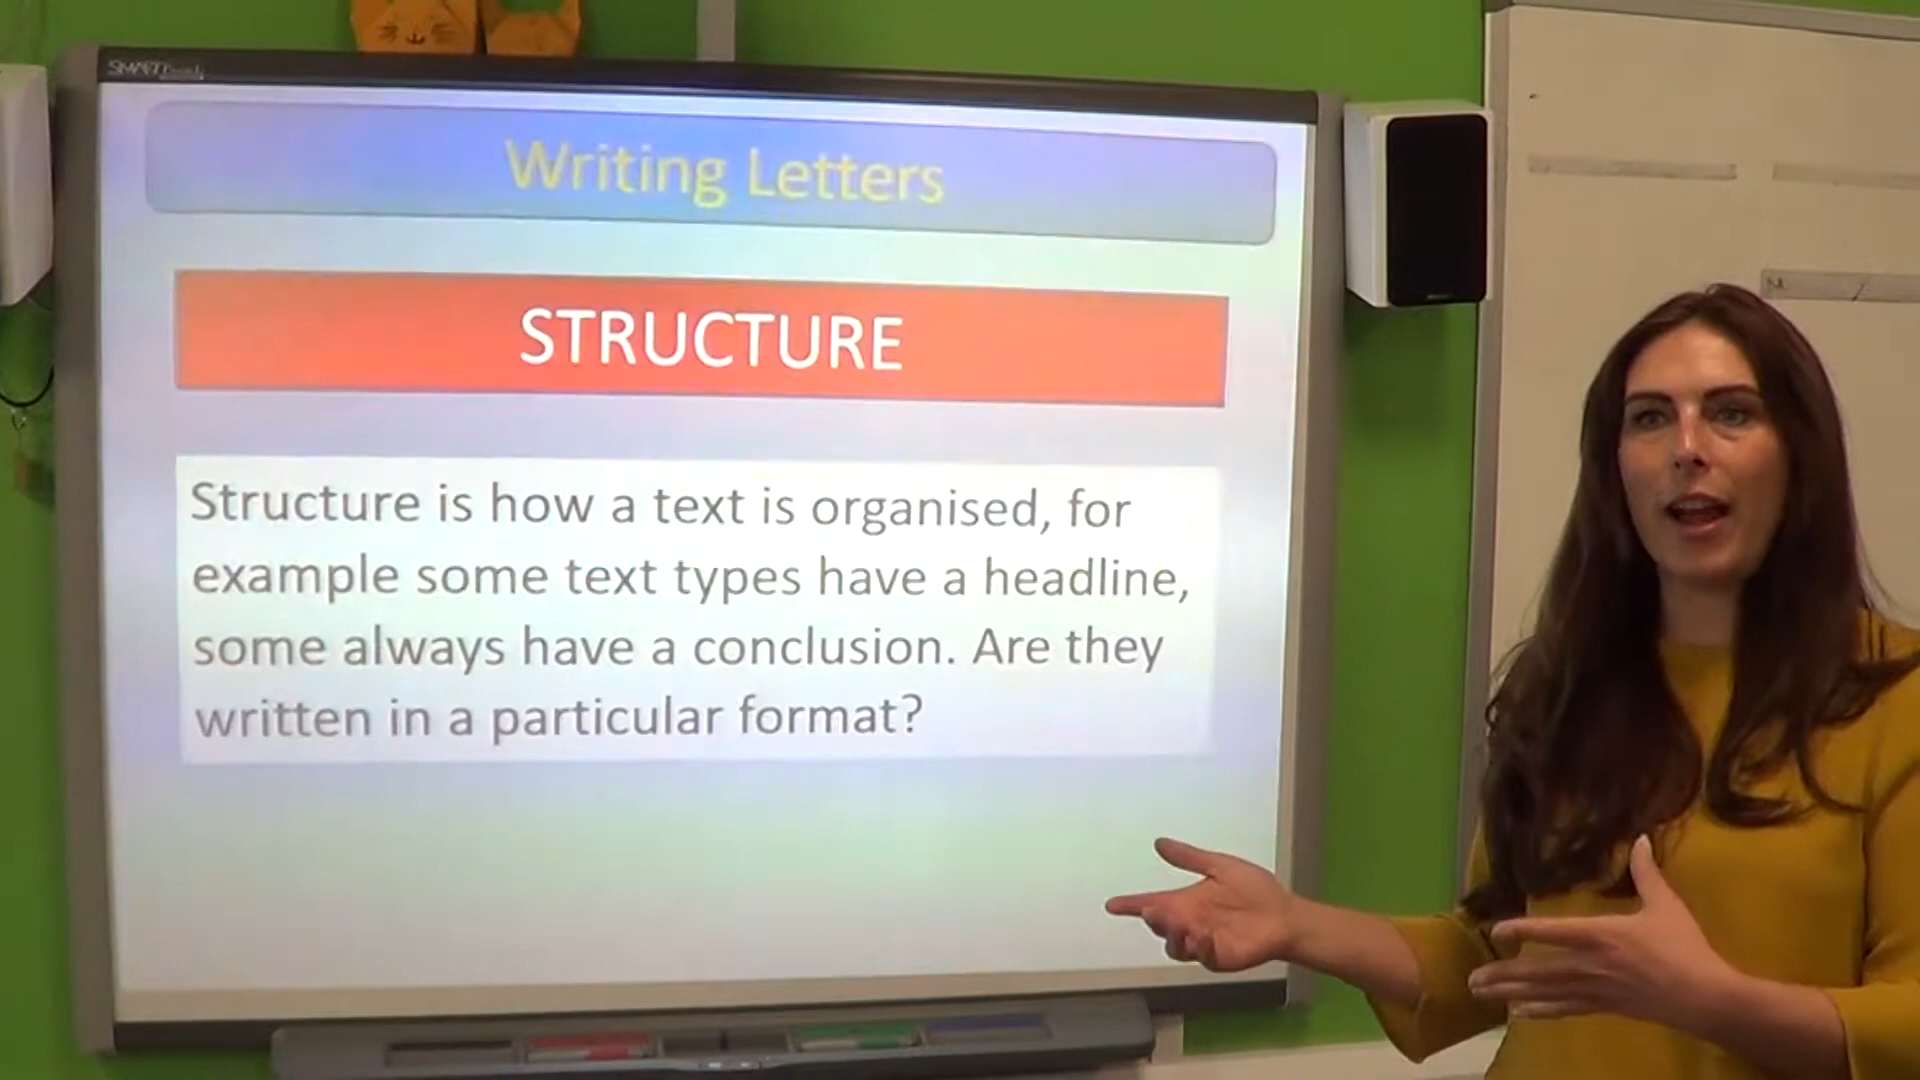 SMART
Writing Letters
STRUCTURE
Structure is how a text is organised, for
example some text types have a headline,
some always have a conclusion. Are they
written in a particular format?